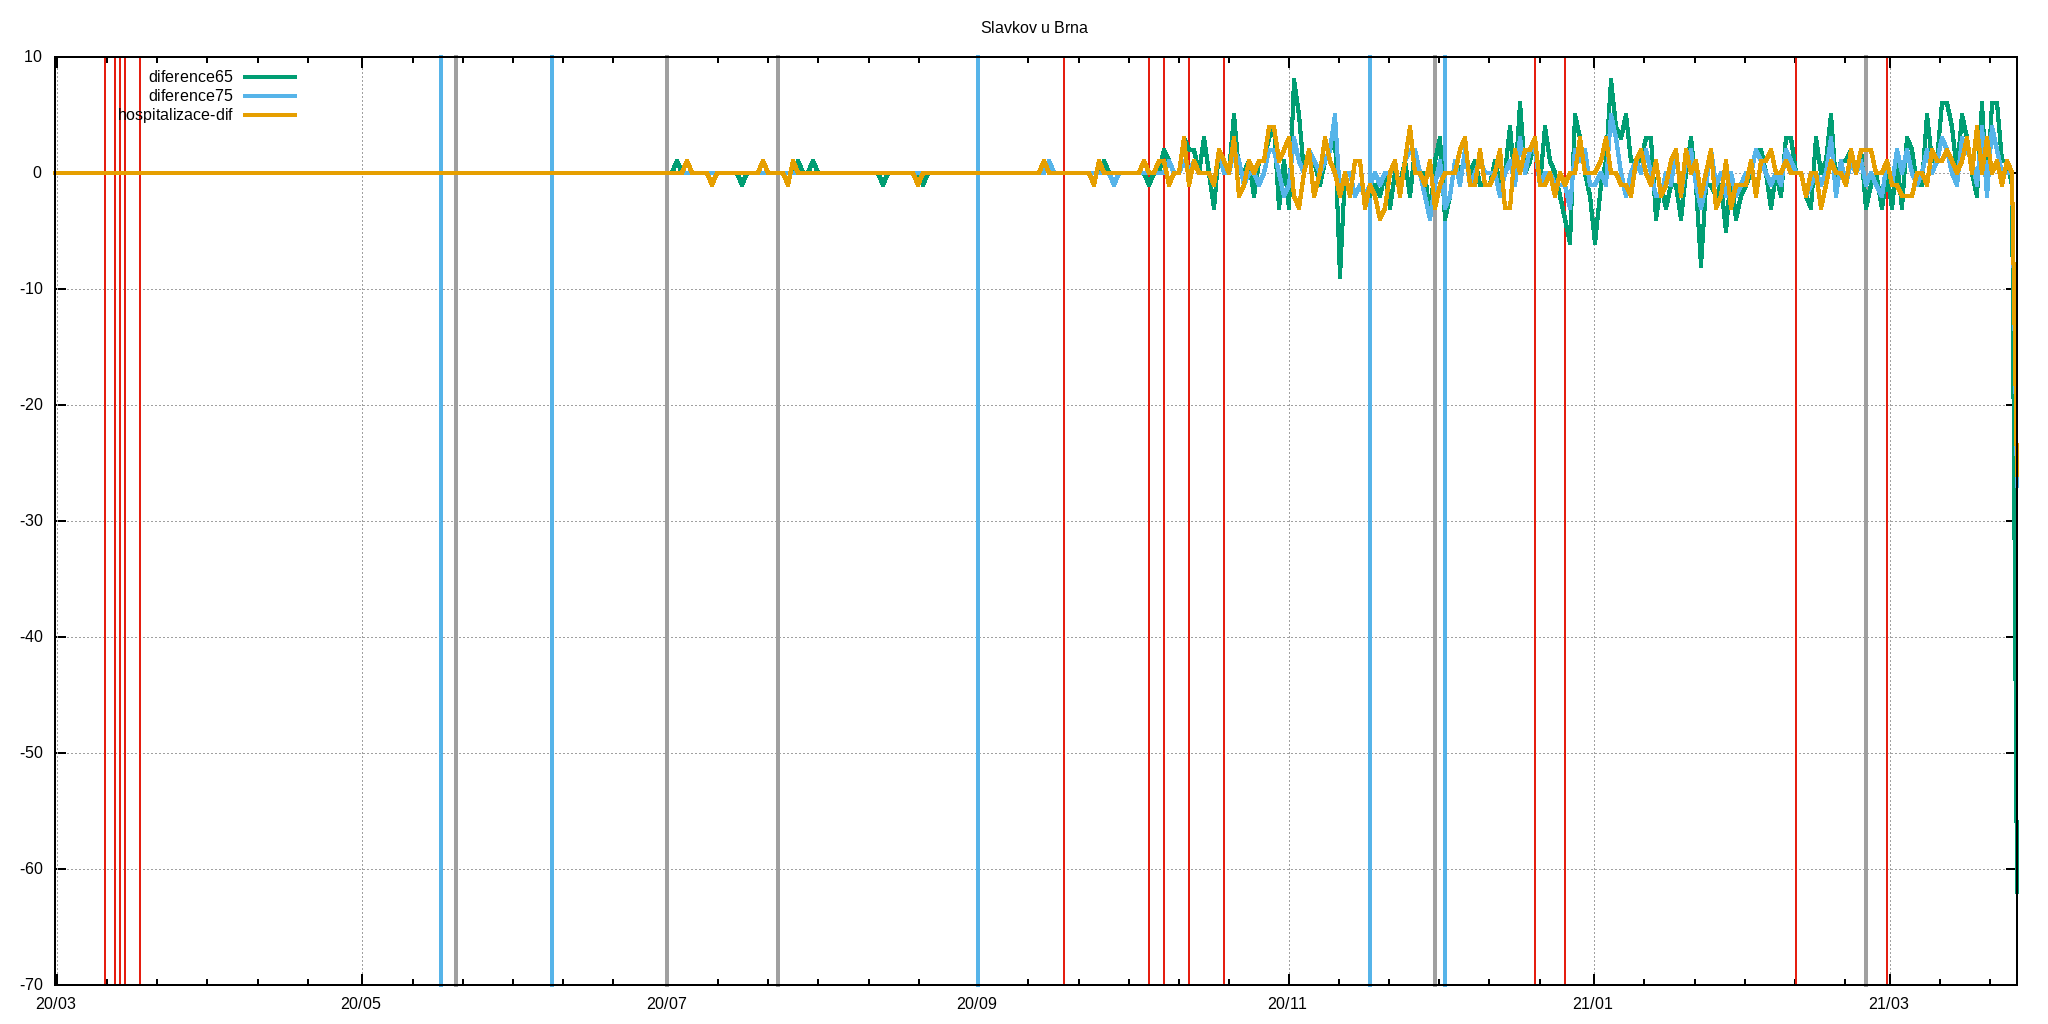 Slavkov u Brna
10
diference65
diference75
hospitalizace-dif
0
-10
-20
-30
-40
-50
-60
-70
20/03 20/05 20/07 20/09 20/11 21/01 21/03